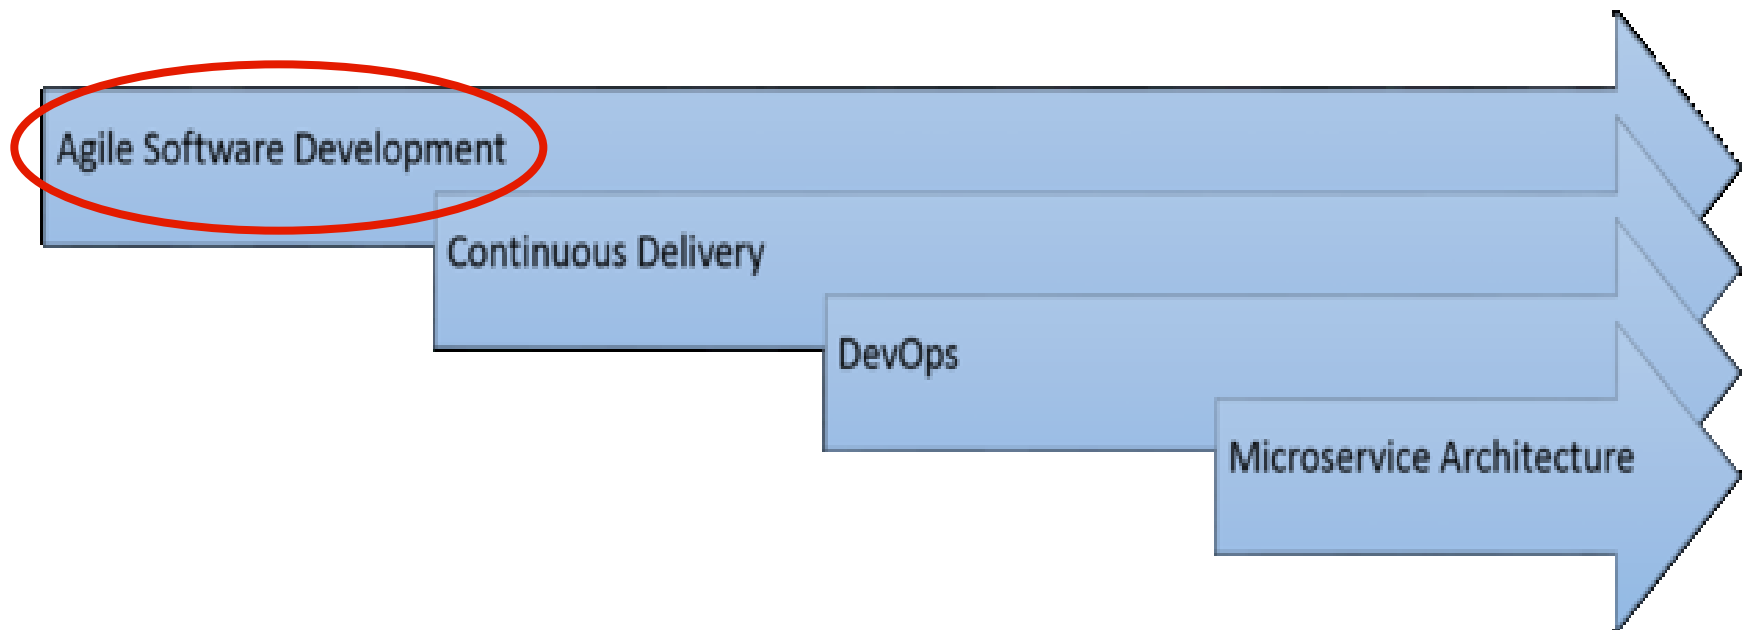 Agile Software Development
Continuous Delivery
DevOps
Microservice Architecture